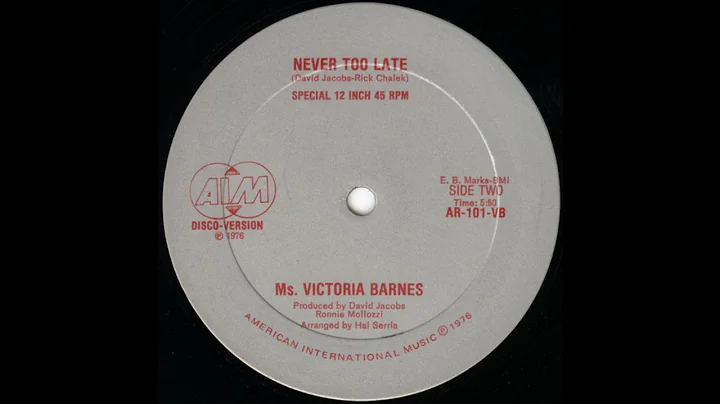 NEVER TOO LATE
(David Jacobs-Rick Chalek)
SPECIAL 12 INCH 45 RPM
AIM
DISCO-VERSION
℗ 1976
E. B. Marks-BMI
SIDE TWO
Time: 5:50
AR-101-VB
Ms. VICTORIA BARNES
Produced by David Jacobs
Ronnie Mollozzi
Arranged by Hal Serria
AMERICAN INTERNATIONAL MUSIC ℗ 1976